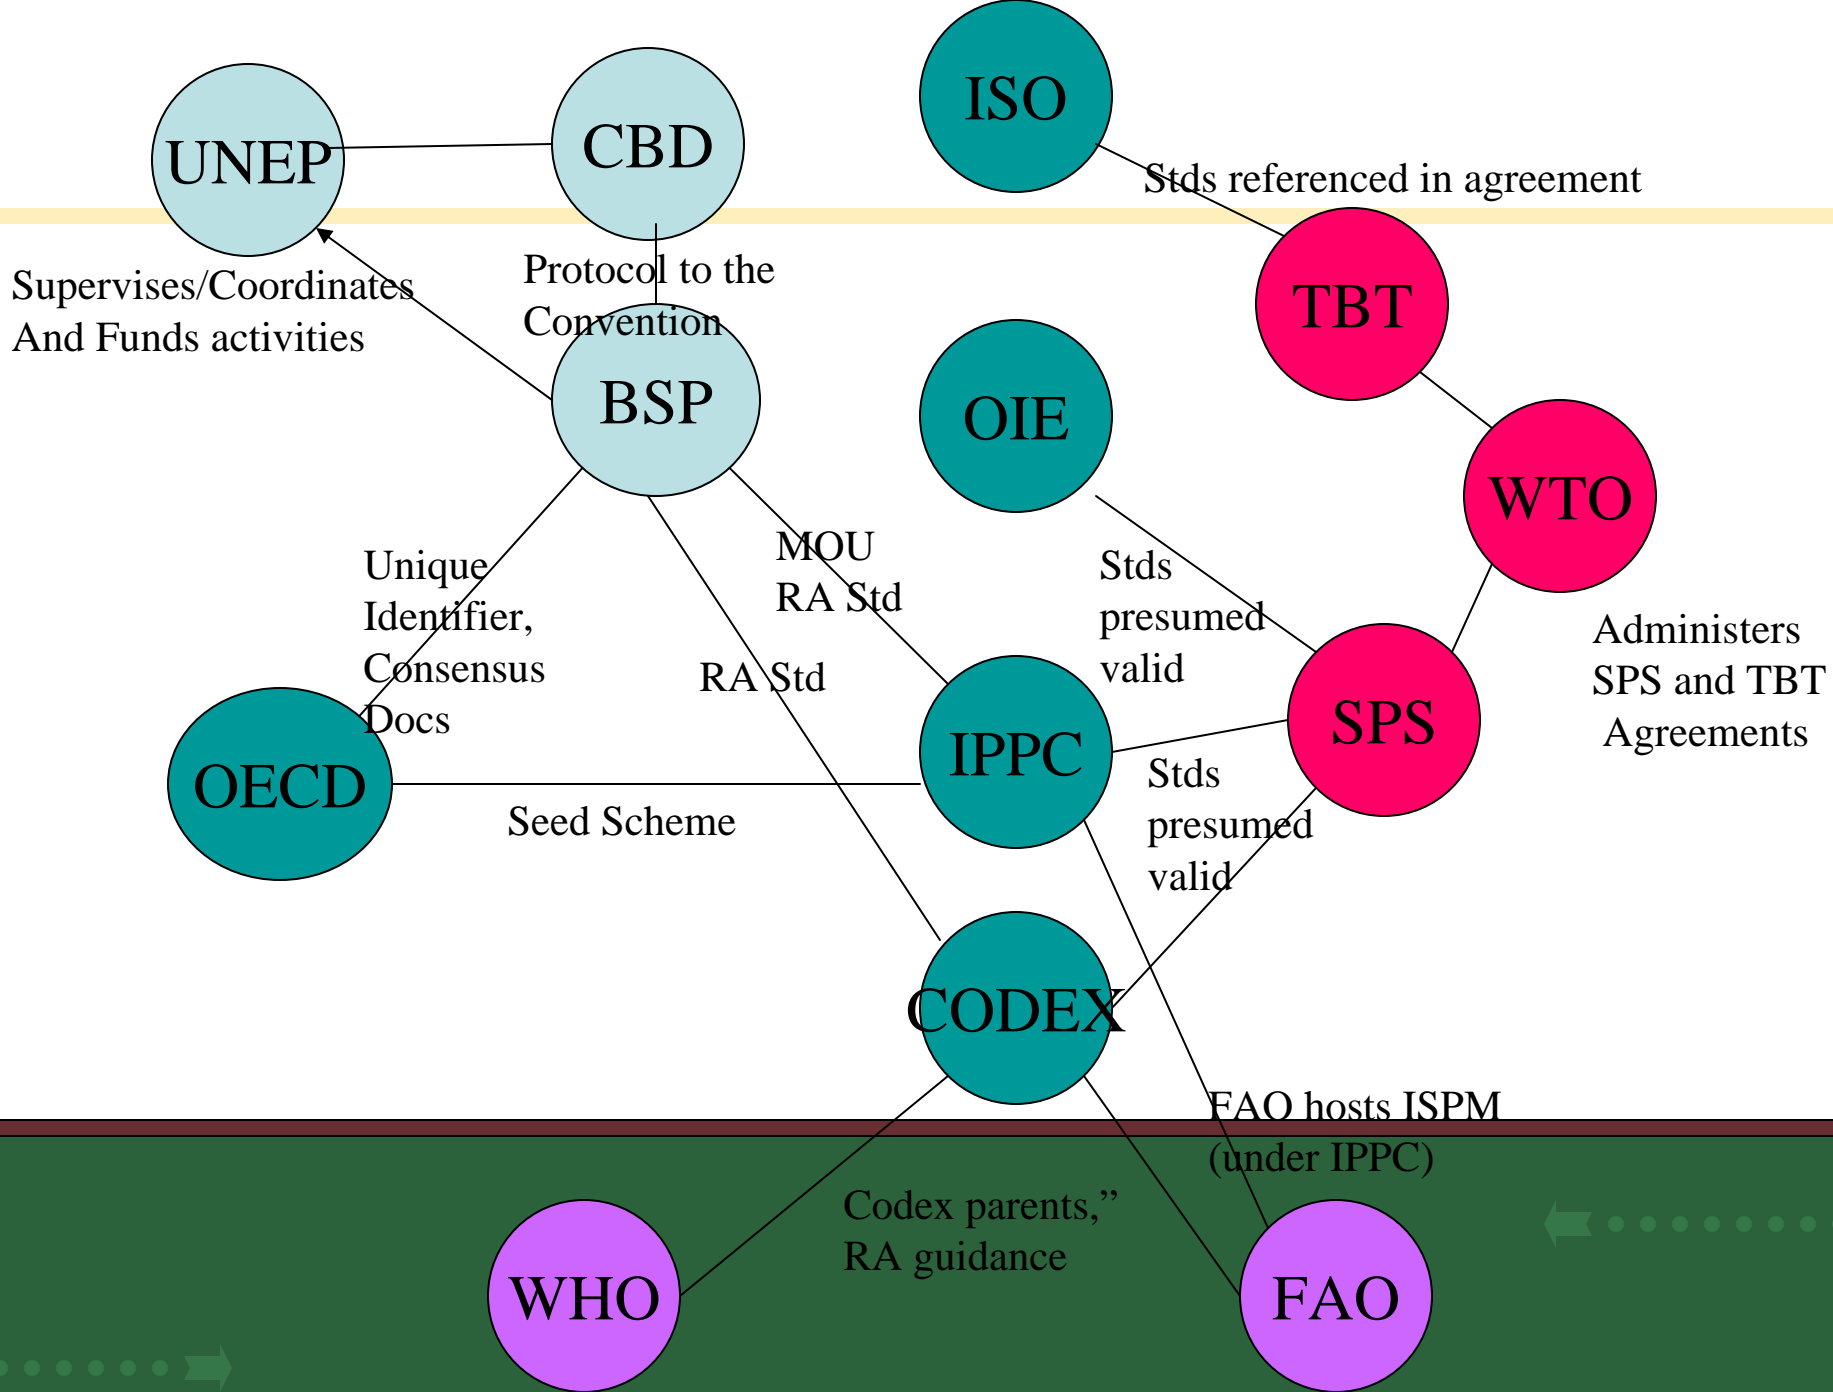 ISO
CBD
UNEP
Stds referenced in agreement
Protocol to the
Convention
Supervises/Coordinates
And Funds activities
TBT
BSP
OIE
WTO
MOU
RA Std
Unique
Identifier,
Consensus
Docs
Stds
presumed
valid
Administers
SPS and TBT
Agreements
RA Std
SPS
IPPC
OECD
Stds
presumed
valid
Seed Scheme
CODEX
FAO hosts ISPM
(under IPPC)
Codex parents,”
RA guidance
WHO
FAO